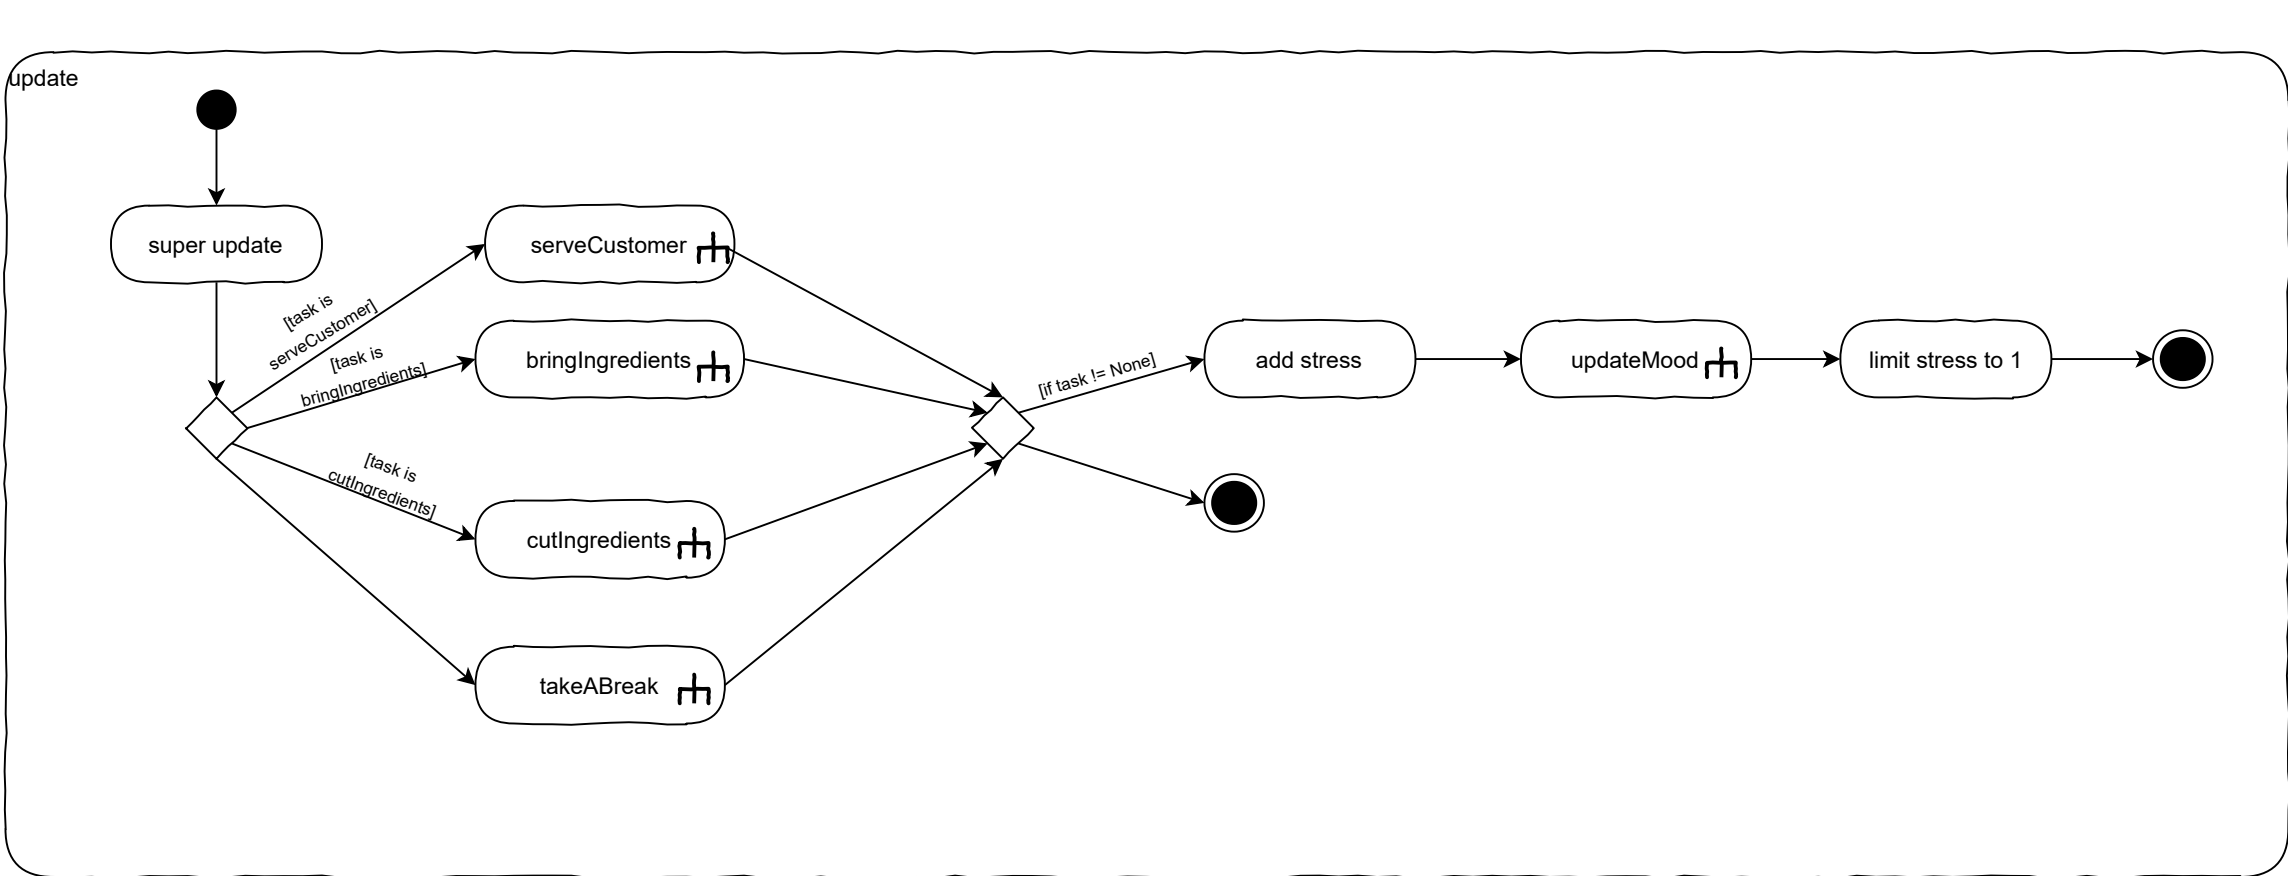 update
super update
serveCustomer
[task is
serveCustomer]
[task is
bringIngredients]
bringIngredients
[if task != None]
add stress
updateMood
limit stress to 1
[task is
cutIngredients]
cutIngredients
takeABreak